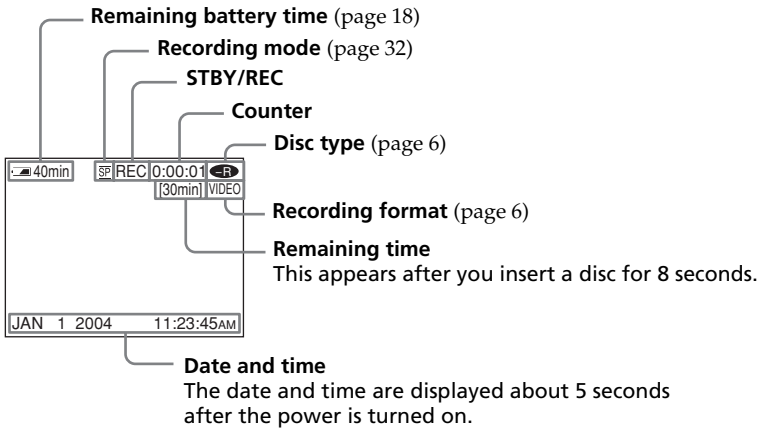 Remaining battery time (page 18)
Recording mode (page 32)
STBY/REC
Counter
Disc type (page 6)
40min SP REC 0:00:01 -R
[30min] VIDEO
Recording format (page 6)
Remaining time
This appears after you insert a disc for 8 seconds.
JAN 1 2004 11:23:45AM
Date and time
The date and time are displayed about 5 seconds
after the power is turned on.